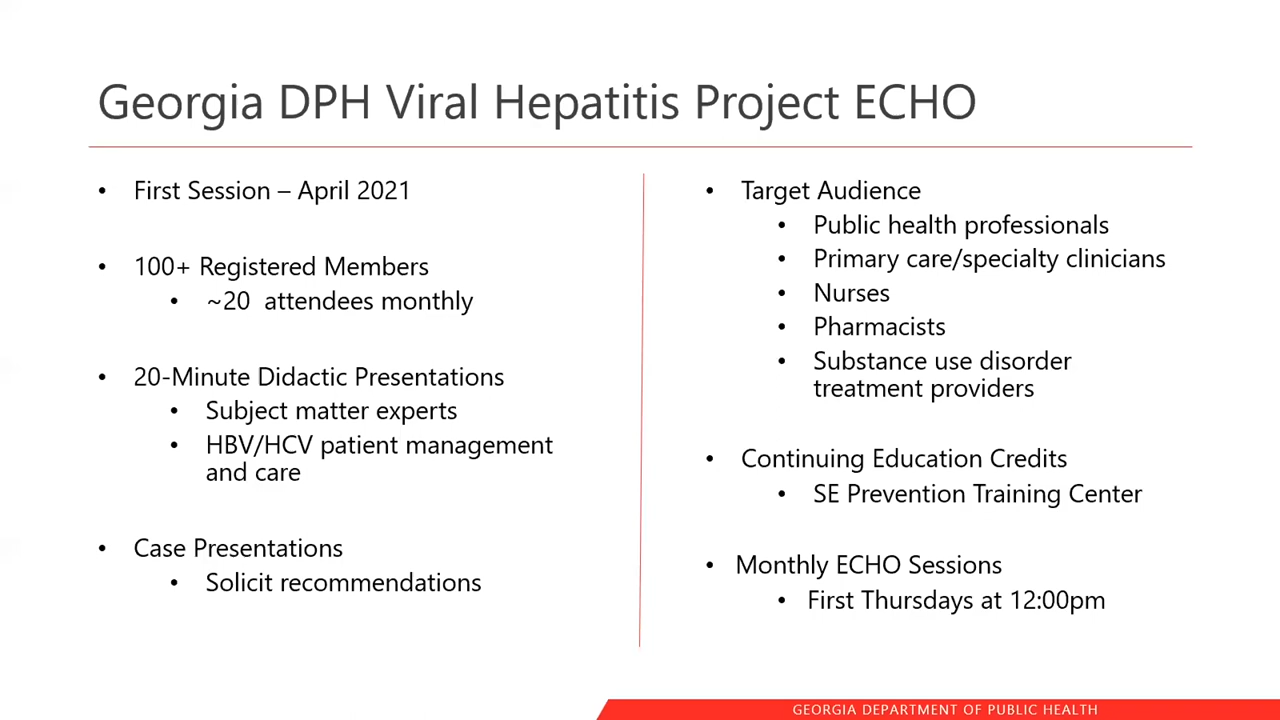 Georgia DPH Viral Hepatitis Project ECHO
• First Session – April 2021
• 100+ Registered Members
• ~20 attendees monthly
• 20-Minute Didactic Presentations
• Subject matter experts
• HBV/HCV patient management
and care
• Case Presentations
• Solicit recommendations
• Target Audience
• Public health professionals
• Primary care/specialty clinicians
• Nurses
• Pharmacists
• Substance use disorder
treatment providers
• Continuing Education Credits
• SE Prevention Training Center
• Monthly ECHO Sessions
• First Thursdays at 12:00pm
GEORGIA DEPARTMENT OF PUBLIC HEALTH